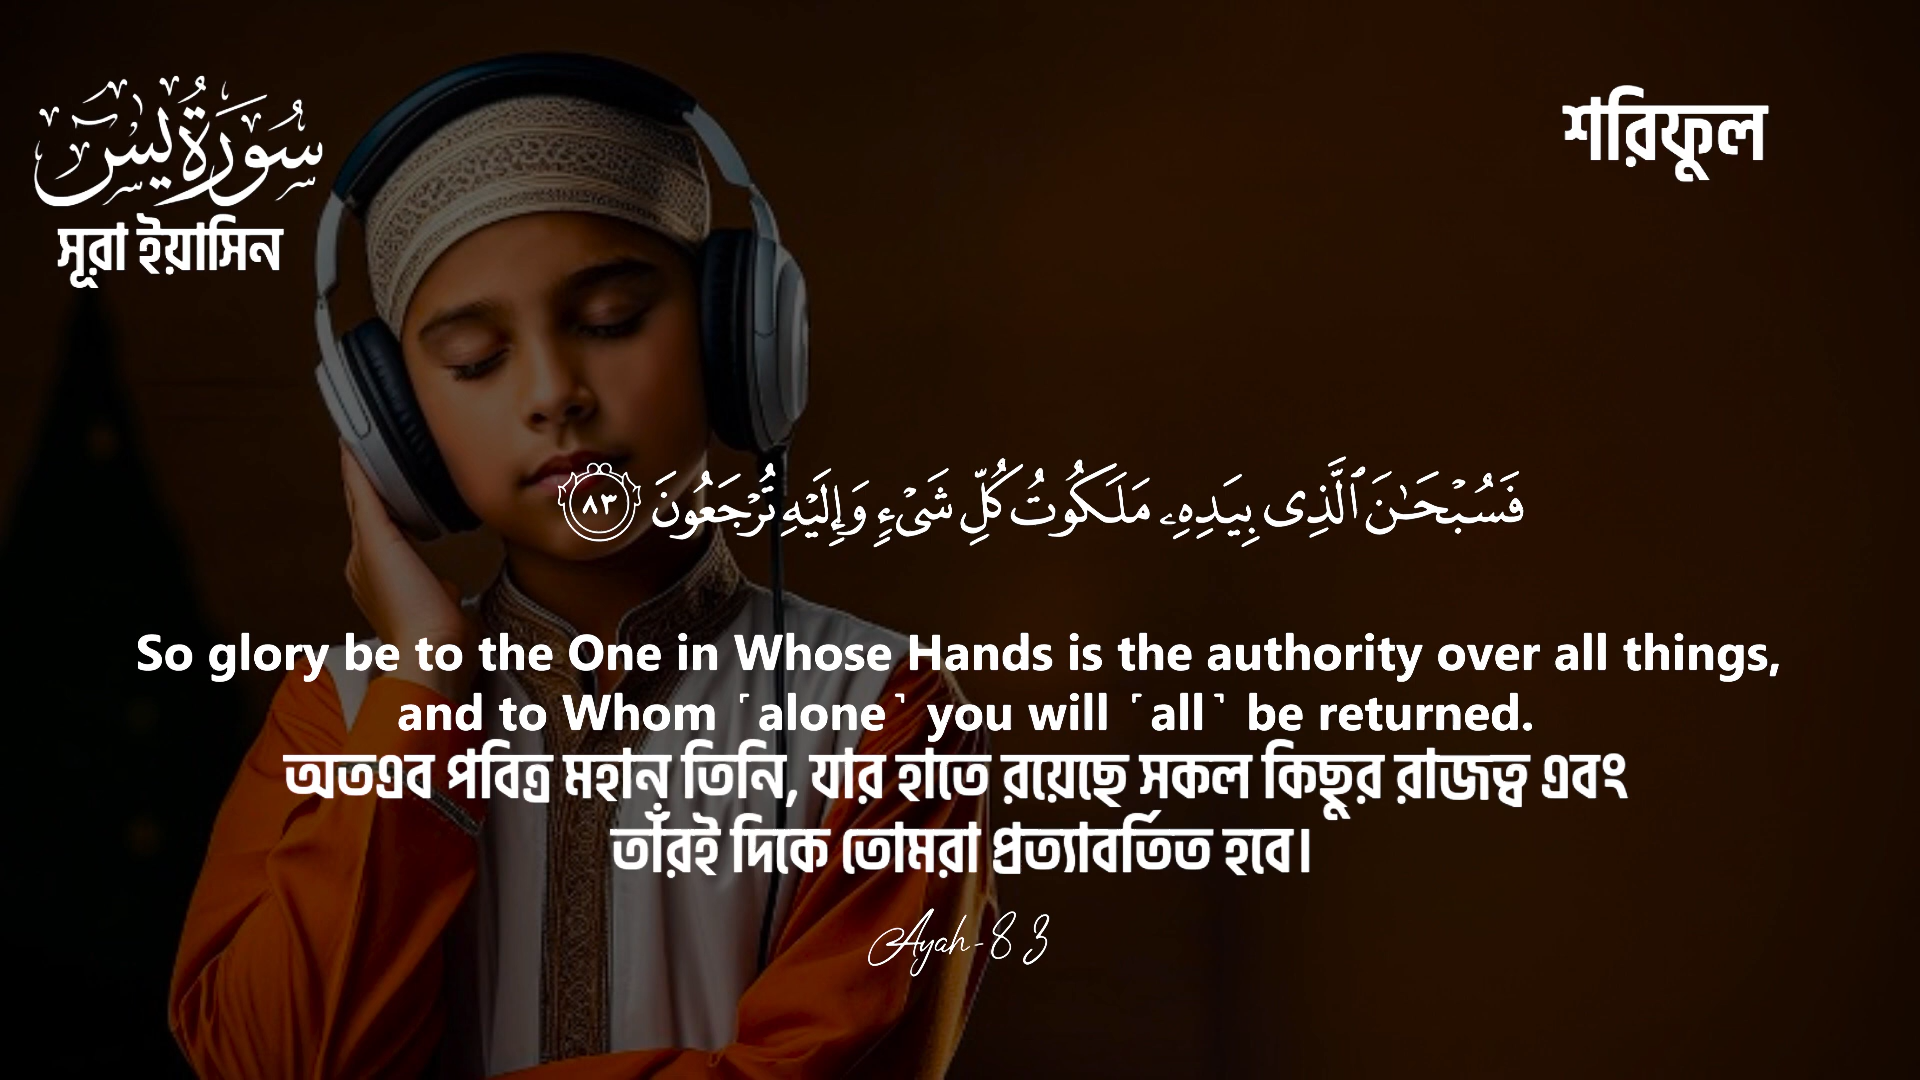 سُورَةُ يس
সূরা ইয়াসিন
শরিফুল
فَسُبْحَـٰنَ ٱلَّذِى بِيَدِهِۦ مَلَكُوتُ كُلِّ شَىْءٍ وَإِلَيْهِ تُرْجَعُونَ ٨٣
So glory be to the One in Whose Hands is the authority over all things,
and to Whom ˹alone˺ you will ˹all˺ be returned.
অতএব পবিত্র মহান তিনি, যার হাতে রয়েছে সকল কিছুর রাজত্ব এবং
তাঁরই দিকে তোমরা প্রত্যাবর্তিত হবে।
Ayah-83